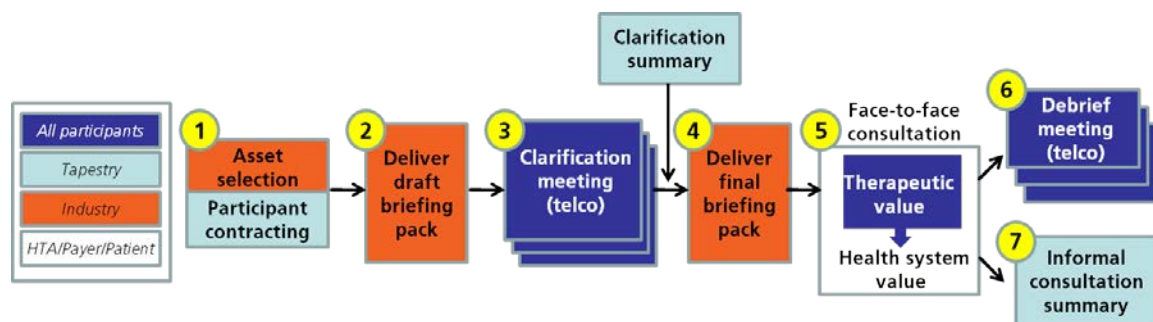 All participants
Tapestry
Industry
HTA/Payer/Patient
1
Asset
selection
Participant
contracting
2
Deliver
draft
briefing
pack
3
Clarification
meeting
(telco)
Clarification
summary
4
Deliver
final
briefing
pack
5
Face-to-face
consultation
Therapeutic
value
Health system
value
6
Debrief
meeting
(telco)
7
Informal
consultation
summary